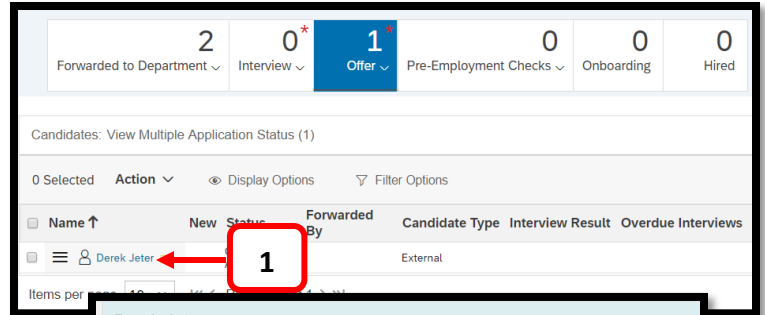 2 0* 1* 0 0 0
Forwarded to Department Interview Offer Pre-Employment Checks Onboarding Hired
Candidates: View Multiple Application Status (1)
0 Selected Action Display Options Filter Options
Name New Status Forwarded By Candidate Type Interview Result Overdue Interviews
Derek Jeter 1 External
Items per